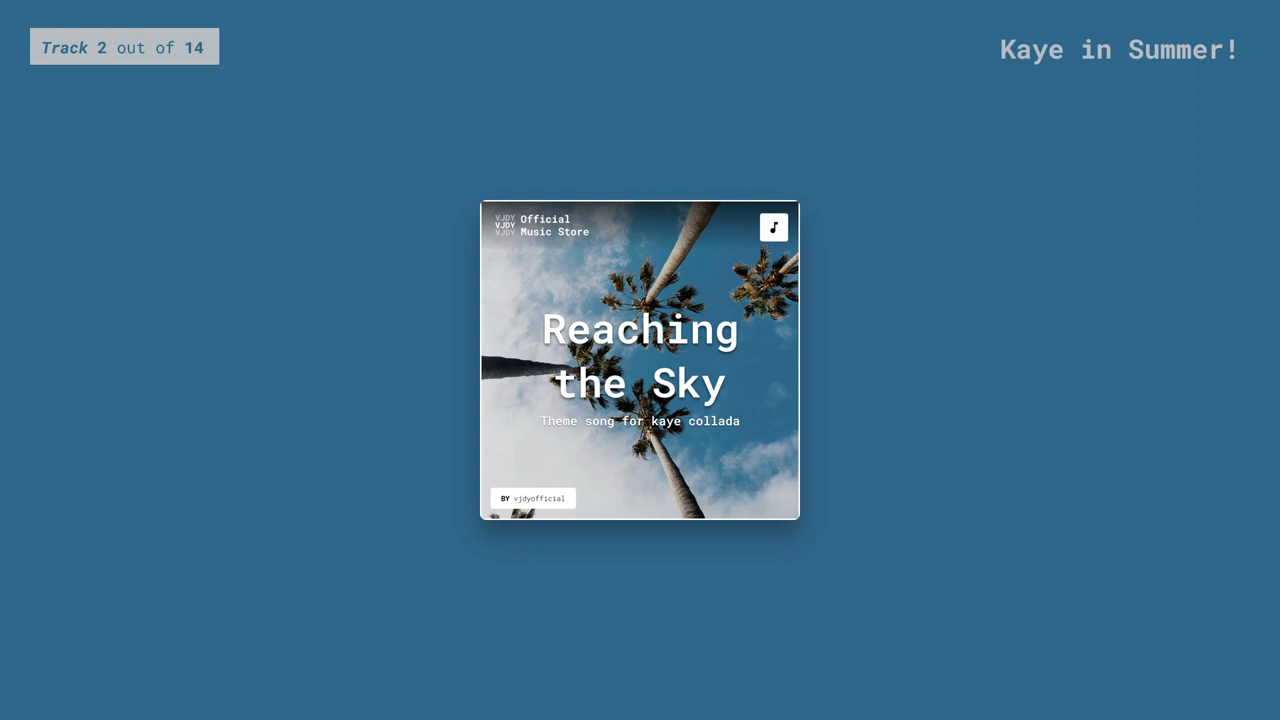 Track 2 out of 14
Kaye in Summer!
VJDY
VJDY
VJDY
Official
Music Store
Reaching
the Sky
Theme song for kaye collada
BY vjdyofficial